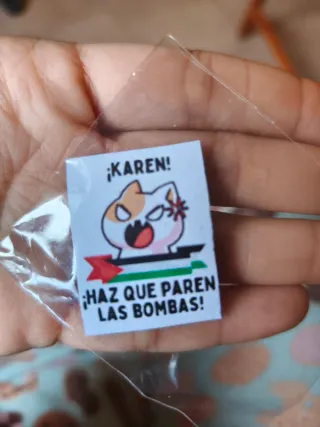 ¡KAREN!
¡HAZ QUE PAREN
LAS BOMBAS!